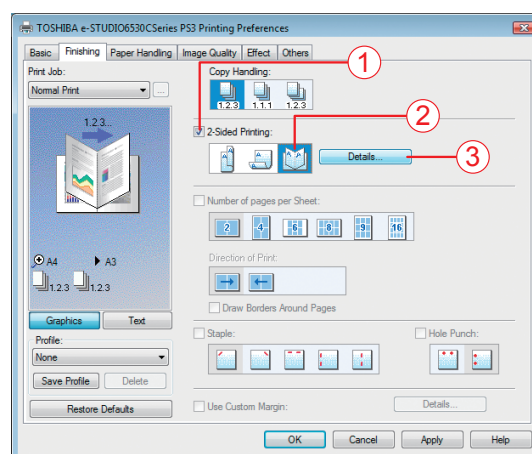 TOSHIBA e-STUDIO6530CSeries PS3 Printing Preferences
Basic Finishing Paper Handling Image Quality Effect Others
Print Job:
Normal Print
...
Copy Handling:
1.2.3 1.1.1 1.2.3
1
2-Sided Printing:
2
Details...
3
1.2.3...
A4 A3
1.2.3 1.2.3
Graphics Text
Profile:
None
Save Profile Delete
Restore Defaults
Number of pages per Sheet:
2 4 6 8 9 16
Direction of Print:
Draw Borders Around Pages
Staple:
Hole Punch:
Use Custom Margin:
Details...
OK Cancel Apply Help